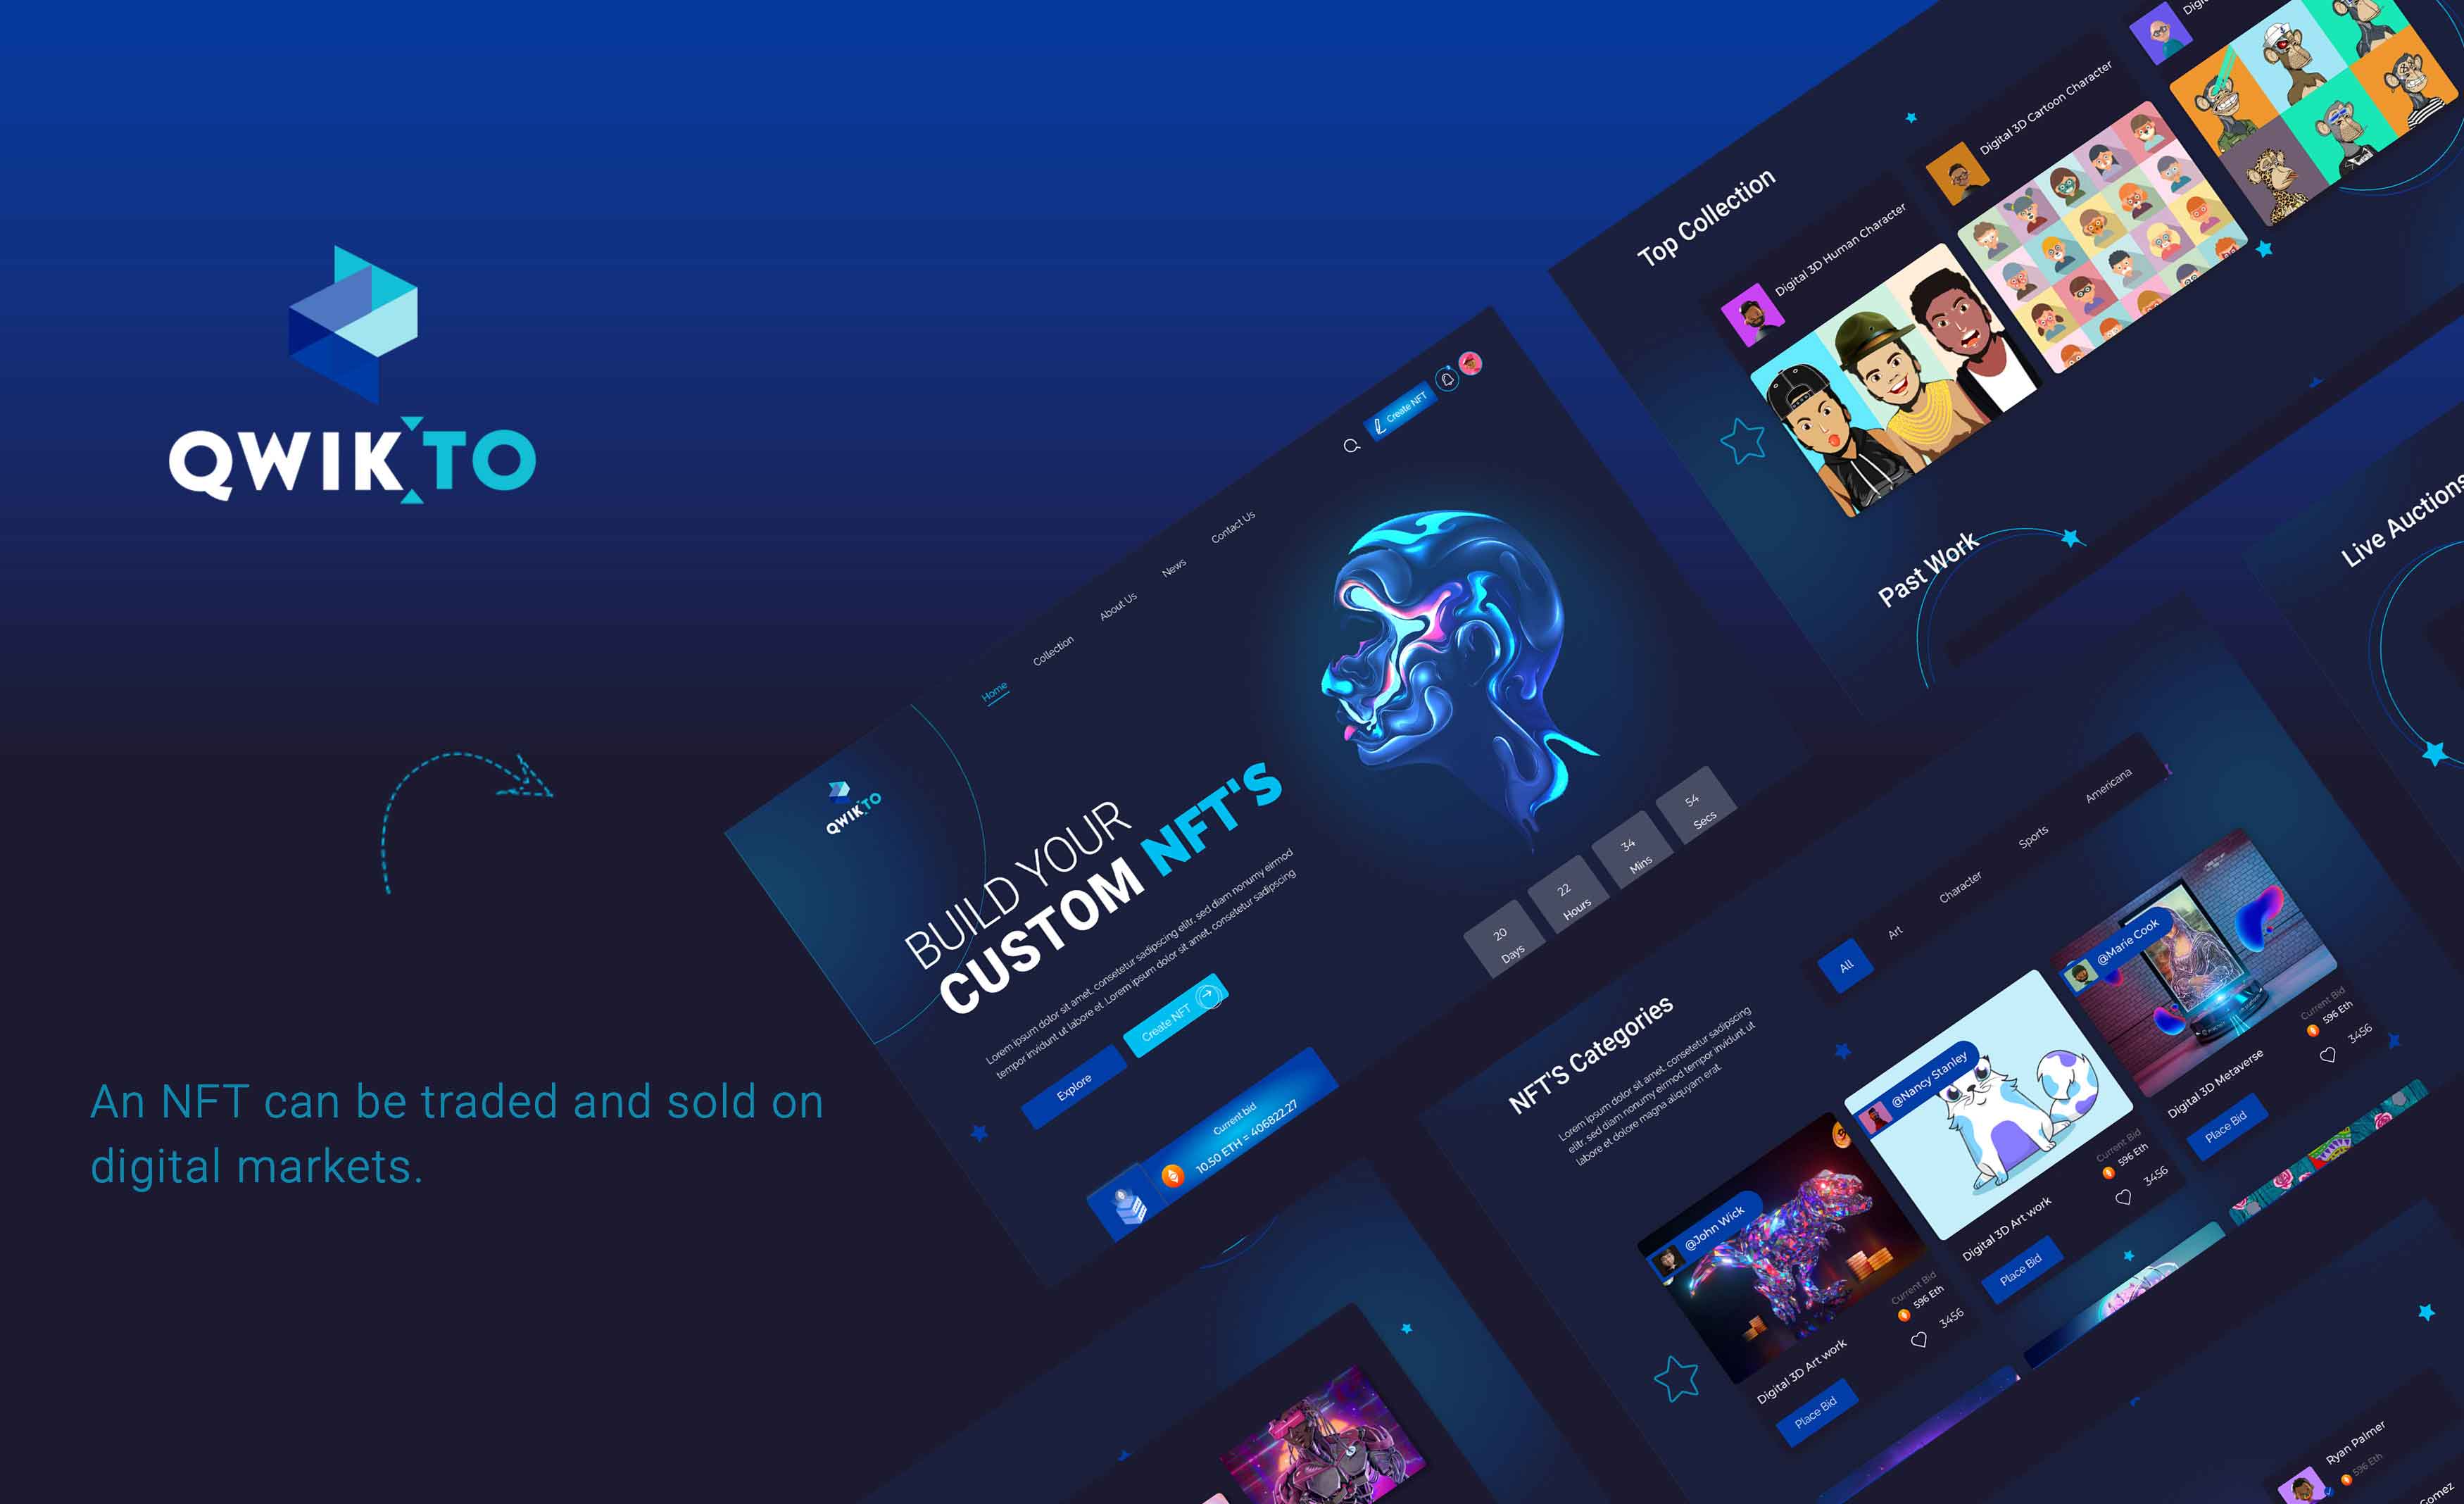 QWIKTO
An NFT can be traded and sold on
digital markets.
QWIKTO
Home
Collection
About Us
News
Contact Us
Create NFT
BUILD YOUR
CUSTOM NFT'S
Lorem ipsum dolor sit amet, consetetur sadipscing elitr, sed diam nonumy eirmod
tempor invidunt ut labore et. Lorem ipsum dolor sit amet, consetetur sadipscing
Explore
Create NFT
Current bid
10.50 ETH = 406822.27
20
Days
22
Hours
34
Mins
54
Secs
Top Collection
Digital 3D Human Character
Digital 3D Cartoon Character
Past Work
Live Auctions
NFT'S Categories
Lorem ipsum dolor sit amet, consetetur sadipscing
elitr, sed diam nonumy eirmod tempor invidunt ut
labore et dolore magna aliquyam erat
All
Art
Character
Sports
Americana
@John Wick
Digital 3D Art work
Current Bid
596 Eth
3456
Place Bid
@Nancy Stanley
Digital 3D Art work
Current Bid
596 Eth
3456
Place Bid
@Marie Cook
Digital 3D Metaverse
Current Bid
596 Eth
3456
Place Bid
Ryan Palmer
596 Eth